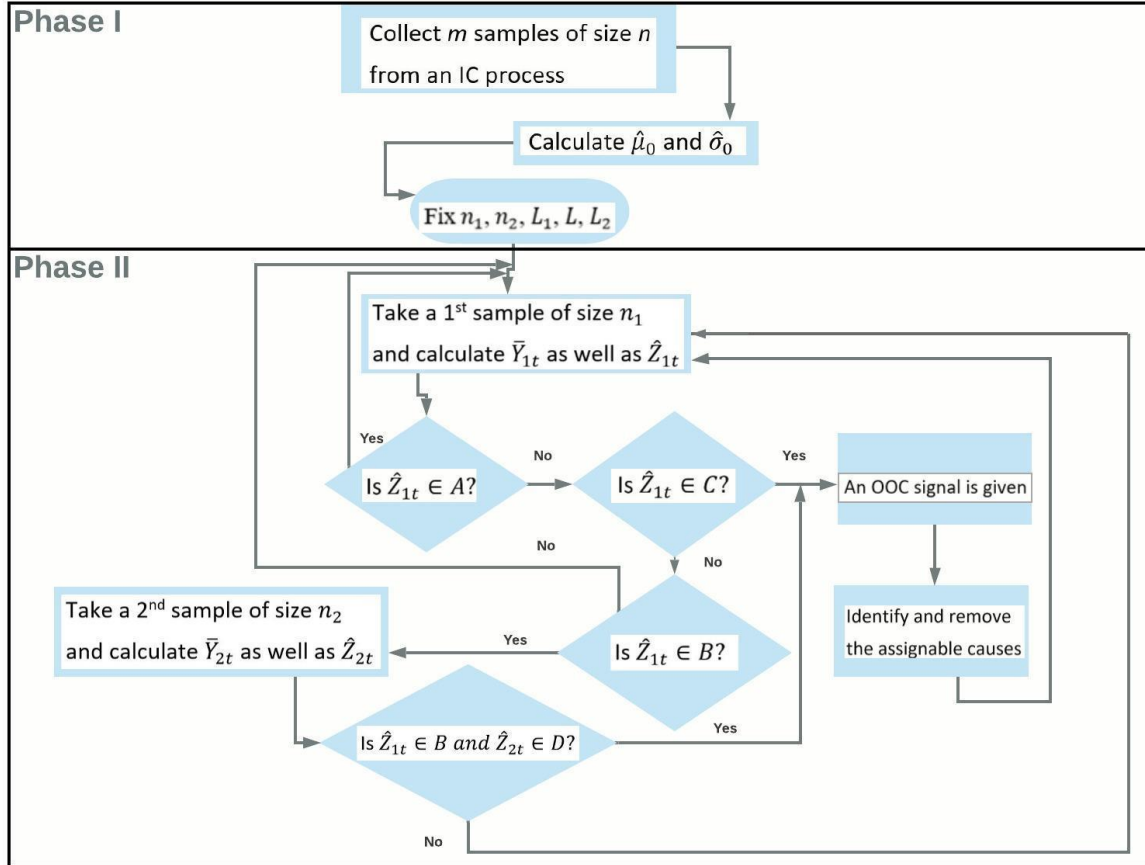 Phase I
Collect m samples of size n
from an IC process
Calculate μ̂₀ and σ̂₀
Fix n₁, n₂, L₁, L, L₂
Phase II
Take a 1ˢᵗ sample of size n₁
and calculate Ȳ₁ₜ as well as Ẑ₁ₜ
Yes
Is Ẑ₁ₜ ∈ A?
No
Is Ẑ₁ₜ ∈ C?
Yes
An OOC signal is given
No
No
Identify and remove
the assignable causes
Is Ẑ₁ₜ ∈ B?
Yes
Take a 2ⁿᵈ sample of size n₂
and calculate Ȳ₂ₜ as well as Ẑ₂ₜ
Is Ẑ₁ₜ ∈ B and Ẑ₂ₜ ∈ D?
Yes
No